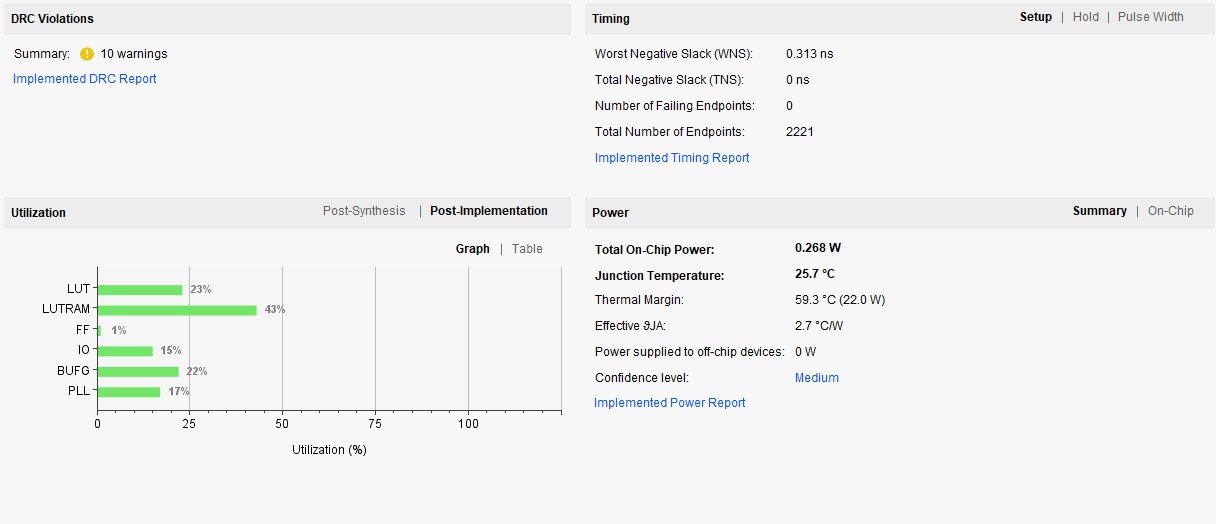 DRC Violations
Summary: 10 warnings
Implemented DRC Report
Timing
Setup | Hold | Pulse Width
Worst Negative Slack (WNS): 0.313 ns
Total Negative Slack (TNS): 0 ns
Number of Failing Endpoints: 0
Total Number of Endpoints: 2221
Implemented Timing Report
Utilization
Post-Synthesis | Post-Implementation
Graph | Table
LUT 23%
LUTRAM 43%
FF 1%
IO 15%
BUFG 22%
PLL 17%
0 25 50 75 100
Utilization (%)
Power
Summary | On-Chip
Total On-Chip Power: 0.268 W
Junction Temperature: 25.7 °C
Thermal Margin: 59.3 °C (22.0 W)
Effective ϑJA: 2.7 °C/W
Power supplied to off-chip devices: 0 W
Confidence level: Medium
Implemented Power Report